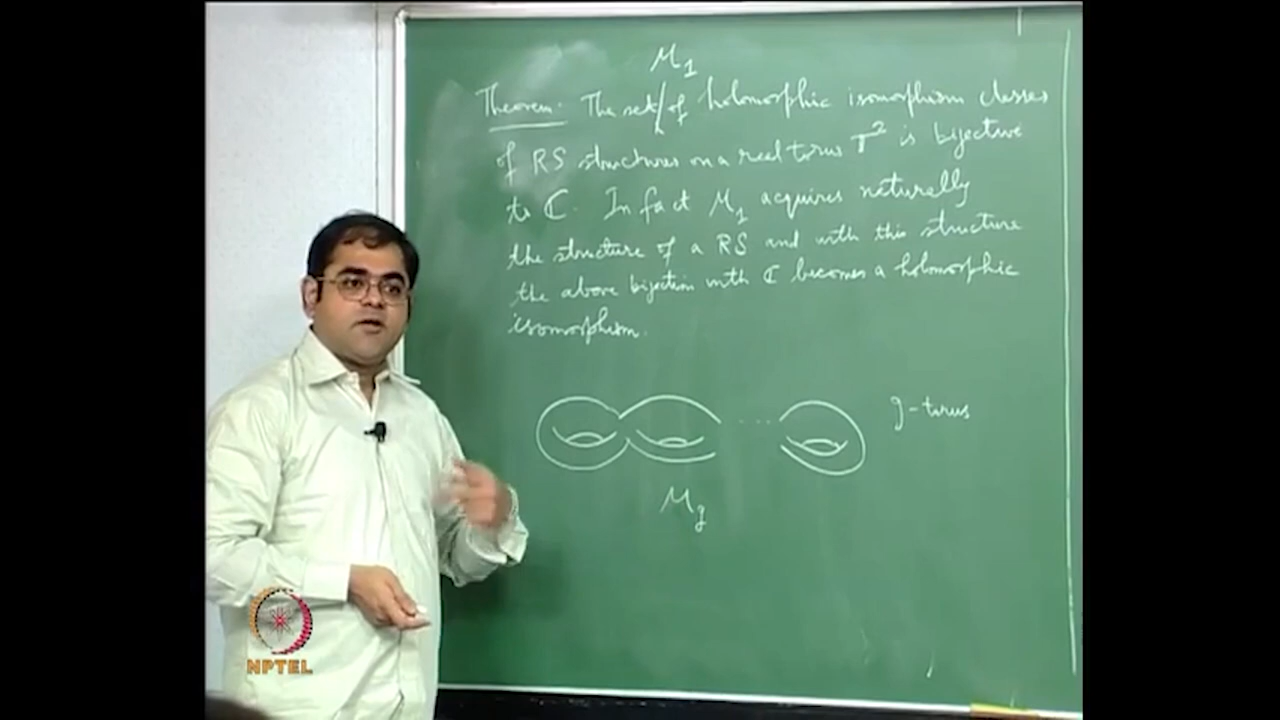 M₁
Theorem. The set of holomorphic isomorphism classes
of RS structures on a real torus T² is bijective
to ℂ. In fact M₁ acquires naturally
the structure of a RS and with this structure
the above bijection with ℂ becomes a holomorphic
isomorphism.
g-torus
M_g
NPTEL